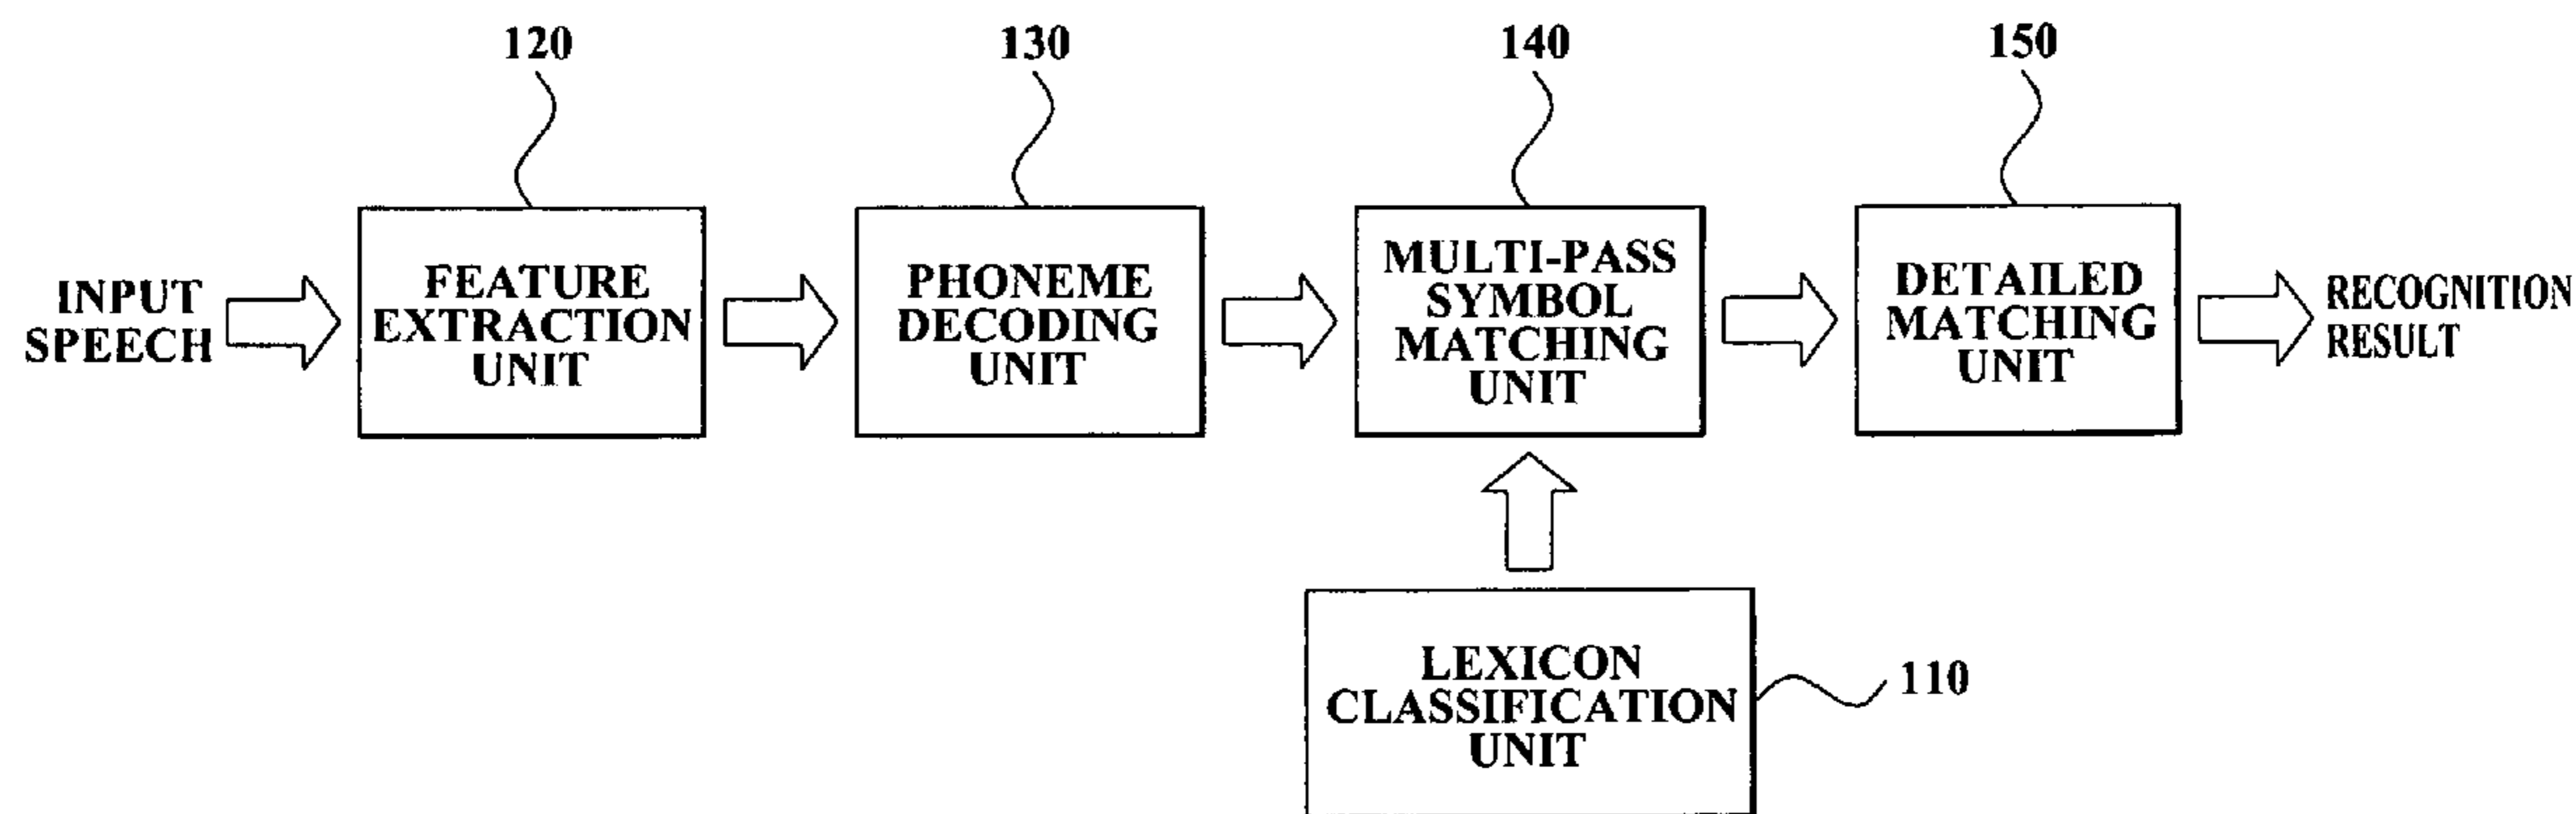 120
130
140
150
INPUT
SPEECH
FEATURE
EXTRACTION
UNIT
PHONEME
DECODING
UNIT
MULTI-PASS
SYMBOL
MATCHING
UNIT
DETAILED
MATCHING
UNIT
RECOGNITION
RESULT
LEXICON
CLASSIFICATION
UNIT
110